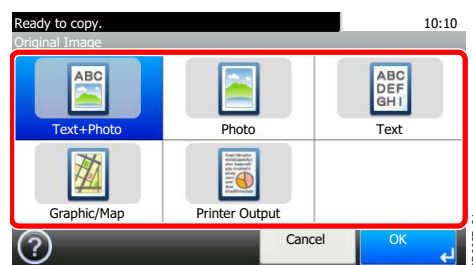 Ready to copy. 10:10
Original Image
ABC
ABC
DEF
GHI
Text+Photo Photo Text
Graphic/Map Printer Output
? Cancel OK